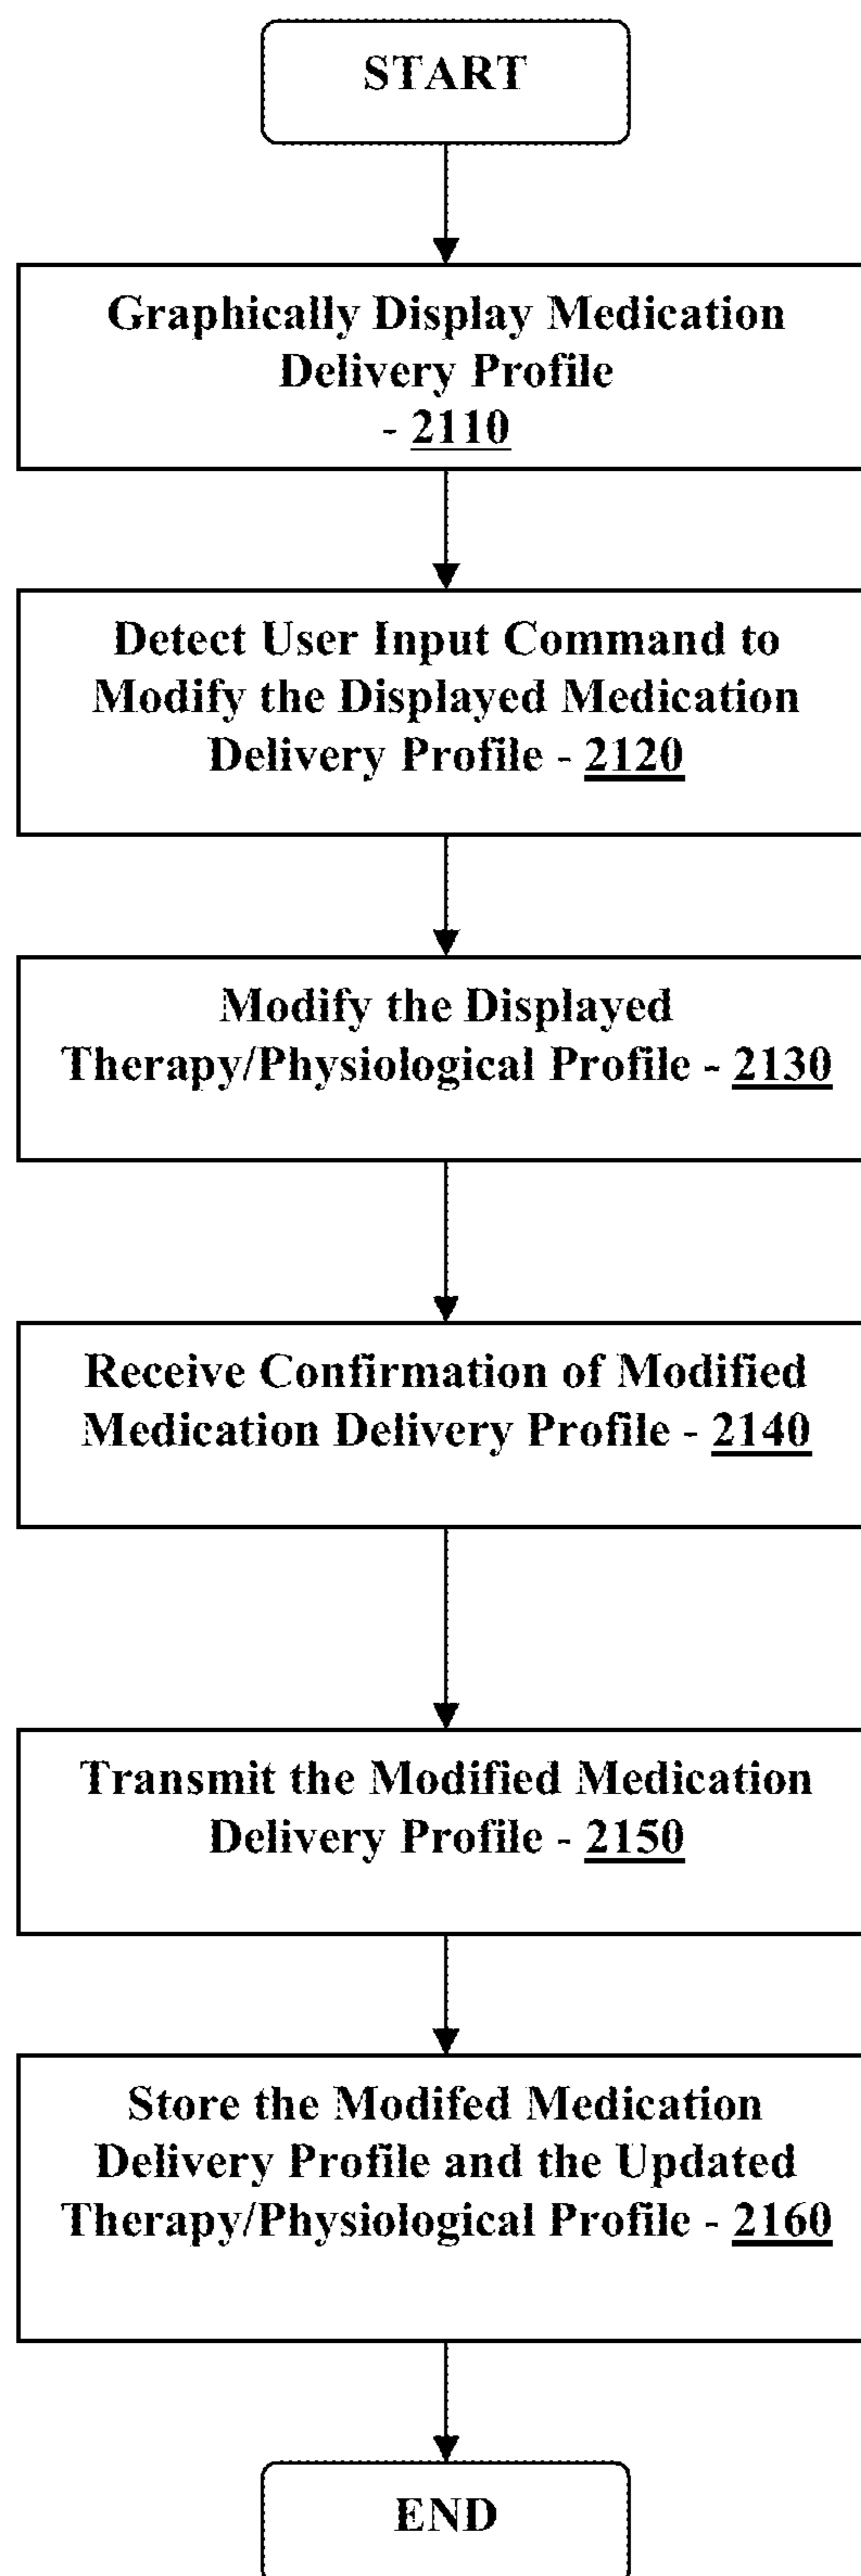 START
Graphically Display Medication
Delivery Profile
- 2110
Detect User Input Command to
Modify the Displayed Medication
Delivery Profile - 2120
Modify the Displayed
Therapy/Physiological Profile - 2130
Receive Confirmation of Modified
Medication Delivery Profile - 2140
Transmit the Modified Medication
Delivery Profile - 2150
Store the Modifed Medication
Delivery Profile and the Updated
Therapy/Physiological Profile - 2160
END